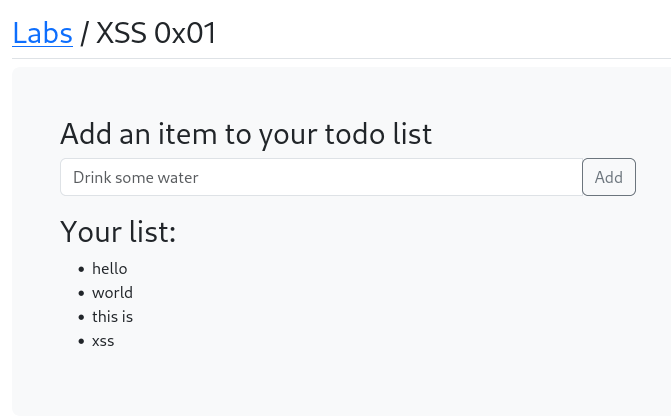 Labs / XSS 0x01
Add an item to your todo list
Drink some water Add
Your list:
• hello
• world
• this is
• xss